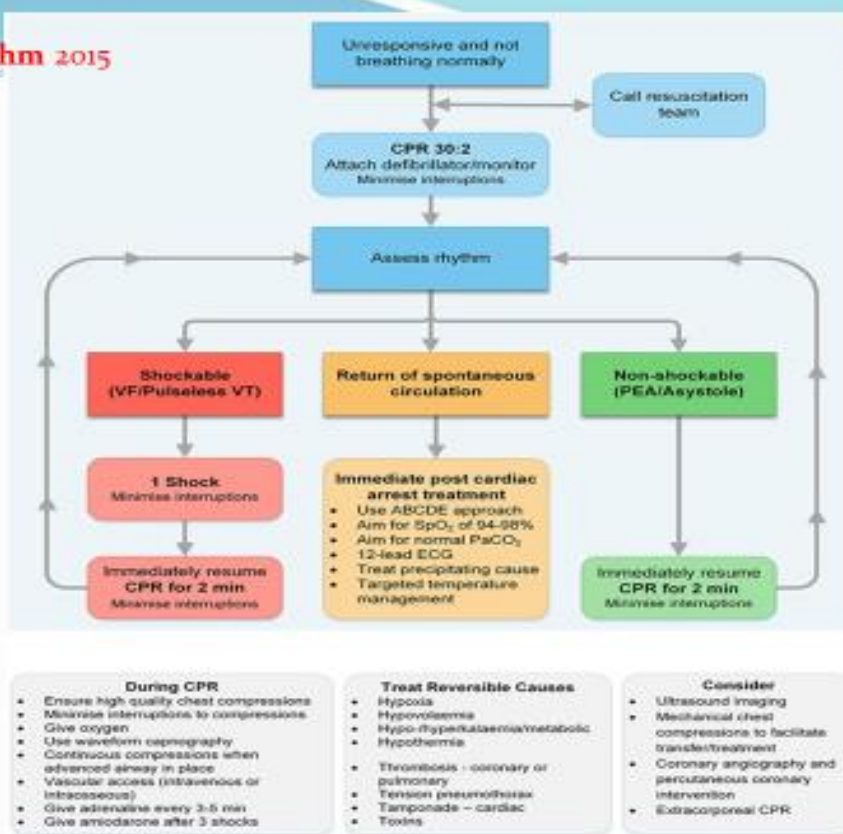 hm 2015
Unresponsive and not
breathing normally
Call resuscitation
team
CPR 30:2
Attach defibrillator/monitor
Minimise interruptions
Assess rhythm
Shockable
(VF/Pulseless VT)
Return of spontaneous
circulation
Non-shockable
(PEA/Asystole)
1 Shock
Minimise interruptions
Immediate post cardiac
arrest treatment
• Use ABCDE approach
• Aim for SpO₂ of 94-98%
• Aim for normal PaCO₂
• 12-lead ECG
• Treat precipitating cause
• Targeted temperature
management
Immediately resume
CPR for 2 min
Minimise interruptions
Immediately resume
CPR for 2 min
Minimise interruptions
During CPR
• Ensure high quality chest compressions
• Minimise interruptions to compressions
• Give oxygen
• Use waveform capnography
• Continuous compressions when
advanced airway in place
• Vascular access (intravenous or
intraosseous)
• Give adrenaline every 3-5 min
• Give amiodarone after 3 shocks
Treat Reversible Causes
• Hypoxia
• Hypovolaemia
• Hypo-/hyperkalaemia/metabolic
• Hypothermia
• Thrombosis - coronary or
pulmonary
• Tension pneumothorax
• Tamponade – cardiac
• Toxins
Consider
• Ultrasound imaging
• Mechanical chest
compressions to facilitate
transfer/treatment
• Coronary angiography and
percutaneous coronary
intervention
• Extracorporeal CPR